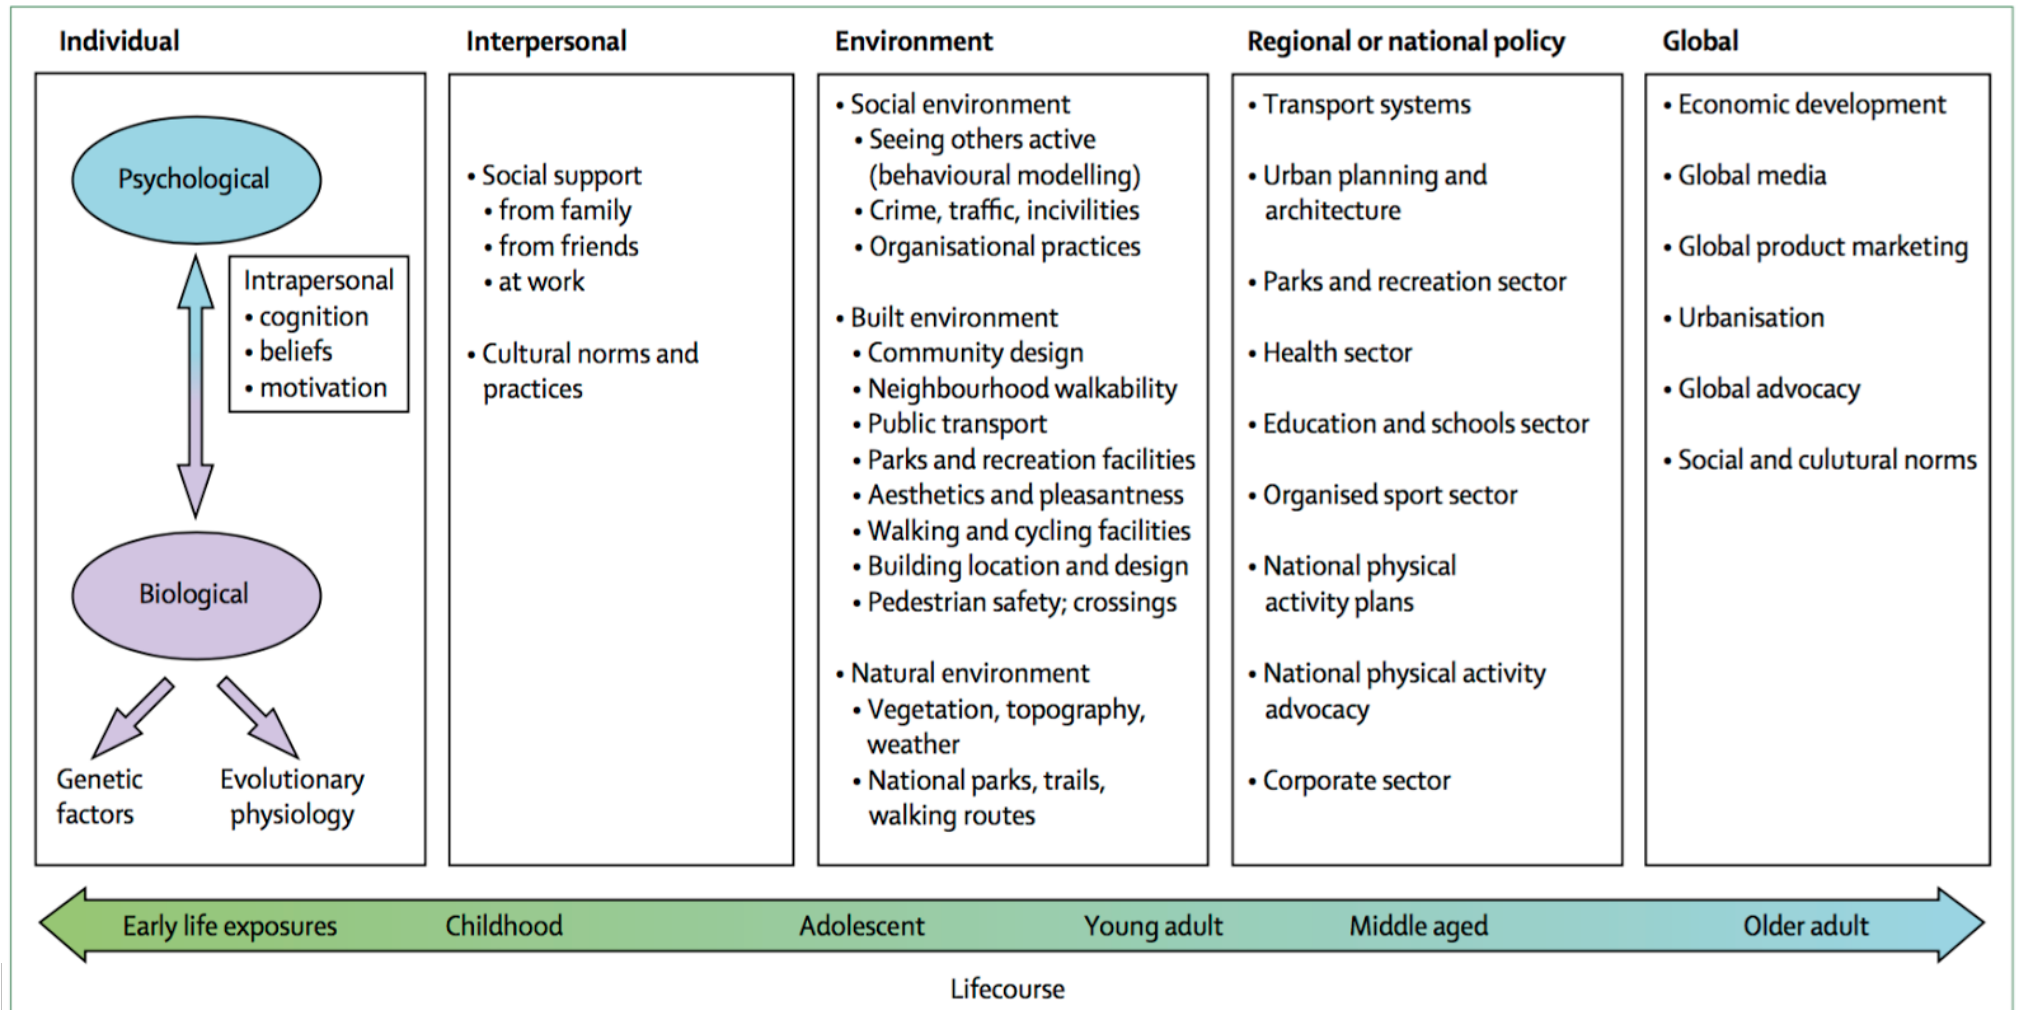 Individual
Psychological
Intrapersonal
• cognition
• beliefs
• motivation
Biological
Genetic
factors
Evolutionary
physiology
Interpersonal
• Social support
• from family
• from friends
• at work
• Cultural norms and
practices
Environment
• Social environment
• Seeing others active
(behavioural modelling)
• Crime, traffic, incivilities
• Organisational practices
• Built environment
• Community design
• Neighbourhood walkability
• Public transport
• Parks and recreation facilities
• Aesthetics and pleasantness
• Walking and cycling facilities
• Building location and design
• Pedestrian safety; crossings
• Natural environment
• Vegetation, topography,
weather
• National parks, trails,
walking routes
Regional or national policy
• Transport systems
• Urban planning and
architecture
• Parks and recreation sector
• Health sector
• Education and schools sector
• Organised sport sector
• National physical
activity plans
• National physical activity
advocacy
• Corporate sector
Global
• Economic development
• Global media
• Global product marketing
• Urbanisation
• Global advocacy
• Social and culutural norms
Early life exposures Childhood Adolescent Young adult Middle aged Older adult
Lifecourse